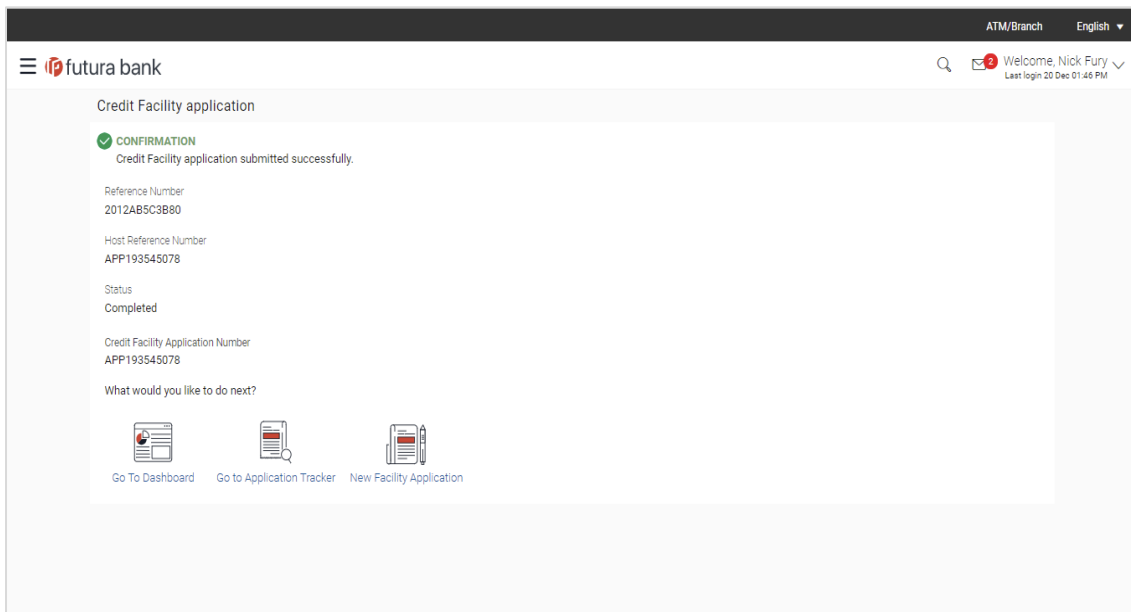 ATM/Branch English
futura bank
2 Welcome, Nick Fury
Last login 20 Dec 01:46 PM
Credit Facility application
CONFIRMATION
Credit Facility application submitted successfully.
Reference Number
2012AB5C3B80
Host Reference Number
APP193545078
Status
Completed
Credit Facility Application Number
APP193545078
What would you like to do next?
Go To Dashboard Go to Application Tracker New Facility Application